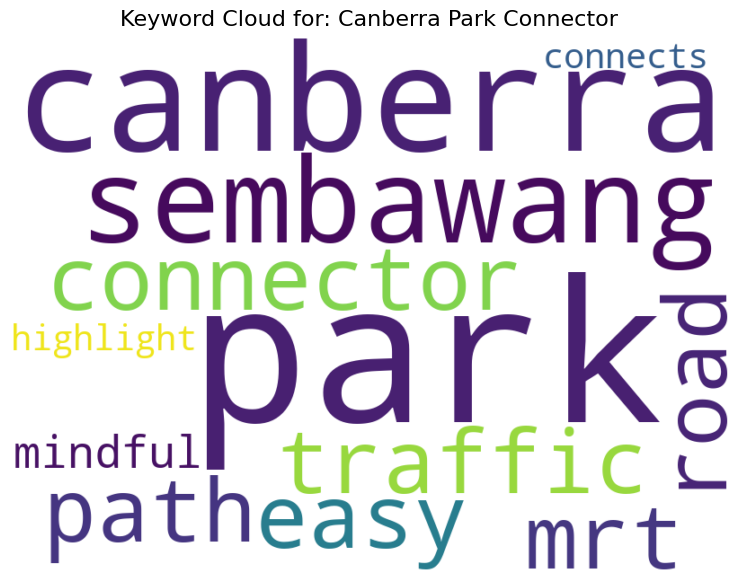 Keyword Cloud for: Canberra Park Connector
connects
canberra
sembawang
connector
road
highlight
park
mindful
traffic
path
easy
mrt